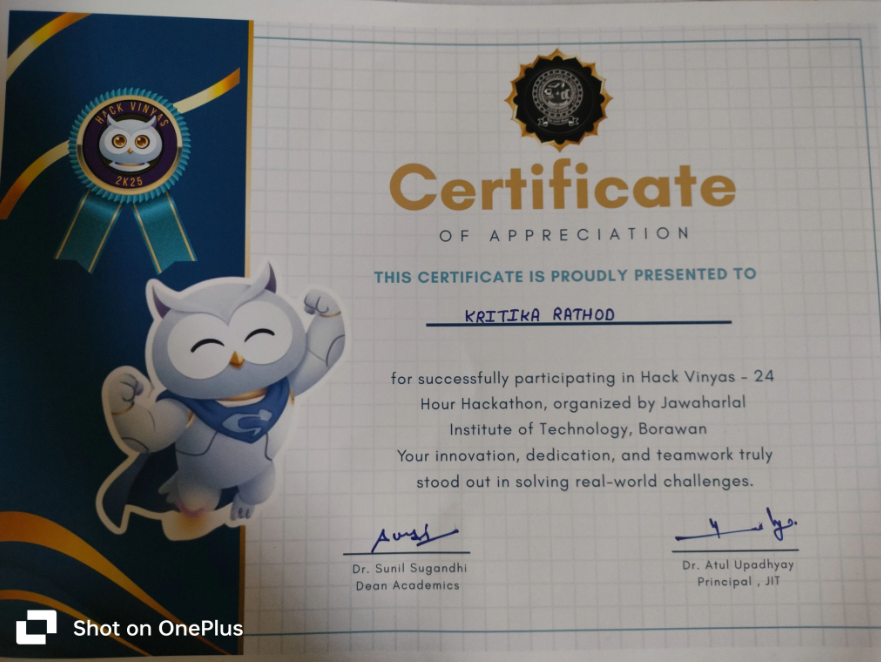 HACK VINYAS
2K25
Certificate
OF APPRECIATION
THIS CERTIFICATE IS PROUDLY PRESENTED TO
KRITIKA RATHOD
for successfully participating in Hack Vinyas - 24
Hour Hackathon, organized by Jawaharlal
Institute of Technology, Borawan
Your innovation, dedication, and teamwork truly
stood out in solving real-world challenges.
Dr. Sunil Sugandhi
Dean Academics
Dr. Atul Upadhyay
Principal , JIT
Shot on OnePlus